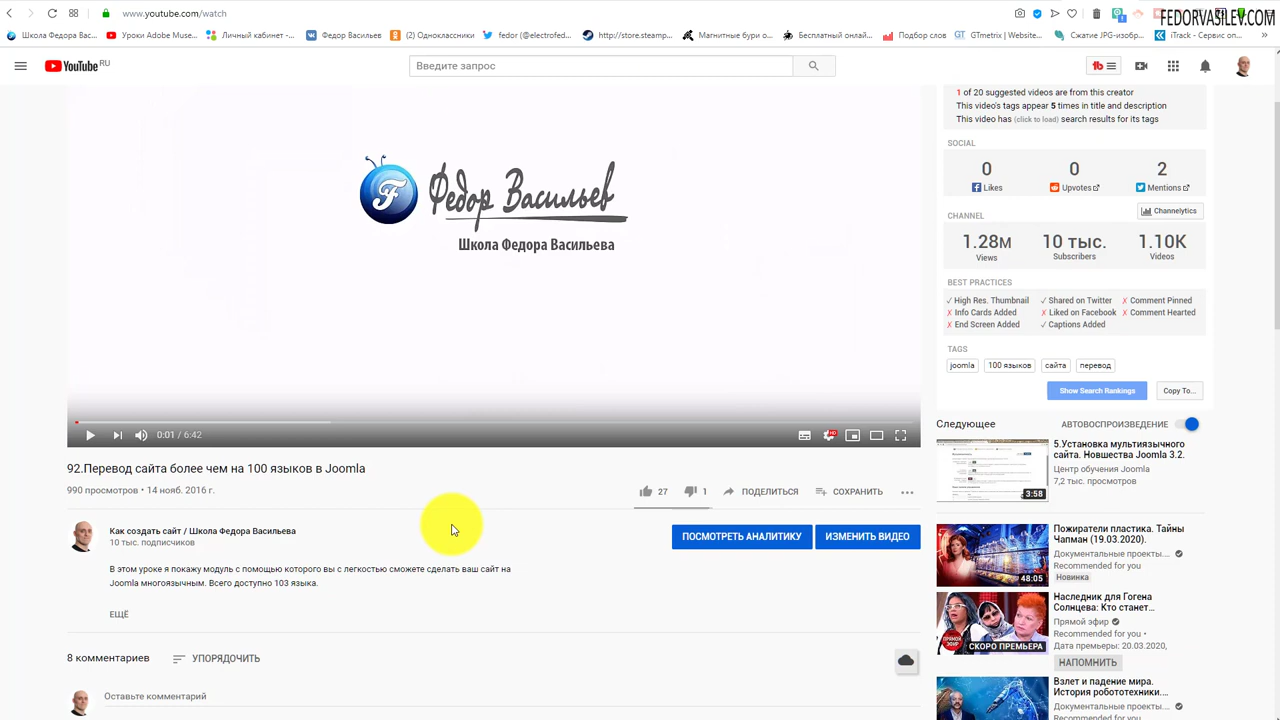 www.youtube.com/watch
FEDORVASILEV.COM
Школа Федора Вас...
Уроки Adobe Muse...
Личный кабинет -...
Федор Васильев
(2) Одноклассники
fedor (@electrofed...
http://store.steamp...
Магнитные бури о...
Бесплатный онлай...
Подбор слов
GTmetrix | Website...
Сжатие JPG-изобр...
iTrack - Сервис оп...
YouTube RU
Введите запрос
1 of 20 suggested videos are from this creator
This video's tags appear 5 times in title and description
This video has (click to load) search results for its tags
SOCIAL
0 0 2
Likes Upvotes Mentions
CHANNEL
Channelytics
1.28M 10 тыс. 1.10K
Views Subscribers Videos
BEST PRACTICES
✓ High Res. Thumbnail ✓ Shared on Twitter ✗ Comment Pinned
✗ Info Cards Added ✗ Liked on Facebook ✗ Comment Hearted
✗ End Screen Added ✓ Captions Added
TAGS
joomla 100 языков сайта перевод
Show Search Rankings Copy To...
Федор Васильев
Школа Федора Васильева
0:01 / 6:42
HD
92.Перевод сайта более чем на 100 языков в Joomla
990 просмотров • 14 нояб. 2016 г.
27
ПОДЕЛИТЬСЯ
СОХРАНИТЬ
Как создать сайт / Школа Федора Васильева
10 тыс. подписчиков
ПОСМОТРЕТЬ АНАЛИТИКУ
ИЗМЕНИТЬ ВИДЕО
В этом уроке я покажу модуль с помощью которого вы с легкостью сможете сделать ваш сайт на
Joomla многоязычным. Всего доступно 103 языка.
ЕЩЁ
8 комментариев
УПОРЯДОЧИТЬ
Оставьте комментарий
Следующее
АВТОВОСПРОИЗВЕДЕНИЕ
3:58
5.Установка мультиязычного
сайта. Новшества Joomla 3.2.
Центр обучения Joomla
7,2 тыс. просмотров
48:05
Пожиратели пластика. Тайны
Чапман (19.03.2020).
Документальные проекты...
Recommended for you
Новинка
ПРЯМОЙ
ЭФИР
СКОРО ПРЕМЬЕРА
Наследник для Гогена
Солнцева: Кто станет...
Прямой эфир
Recommended for you •
Дата премьеры: 20.03.2020,
НАПОМНИТЬ
Взлет и падение мира.
История робототехники....
Документальные проекты...
Recommended for you